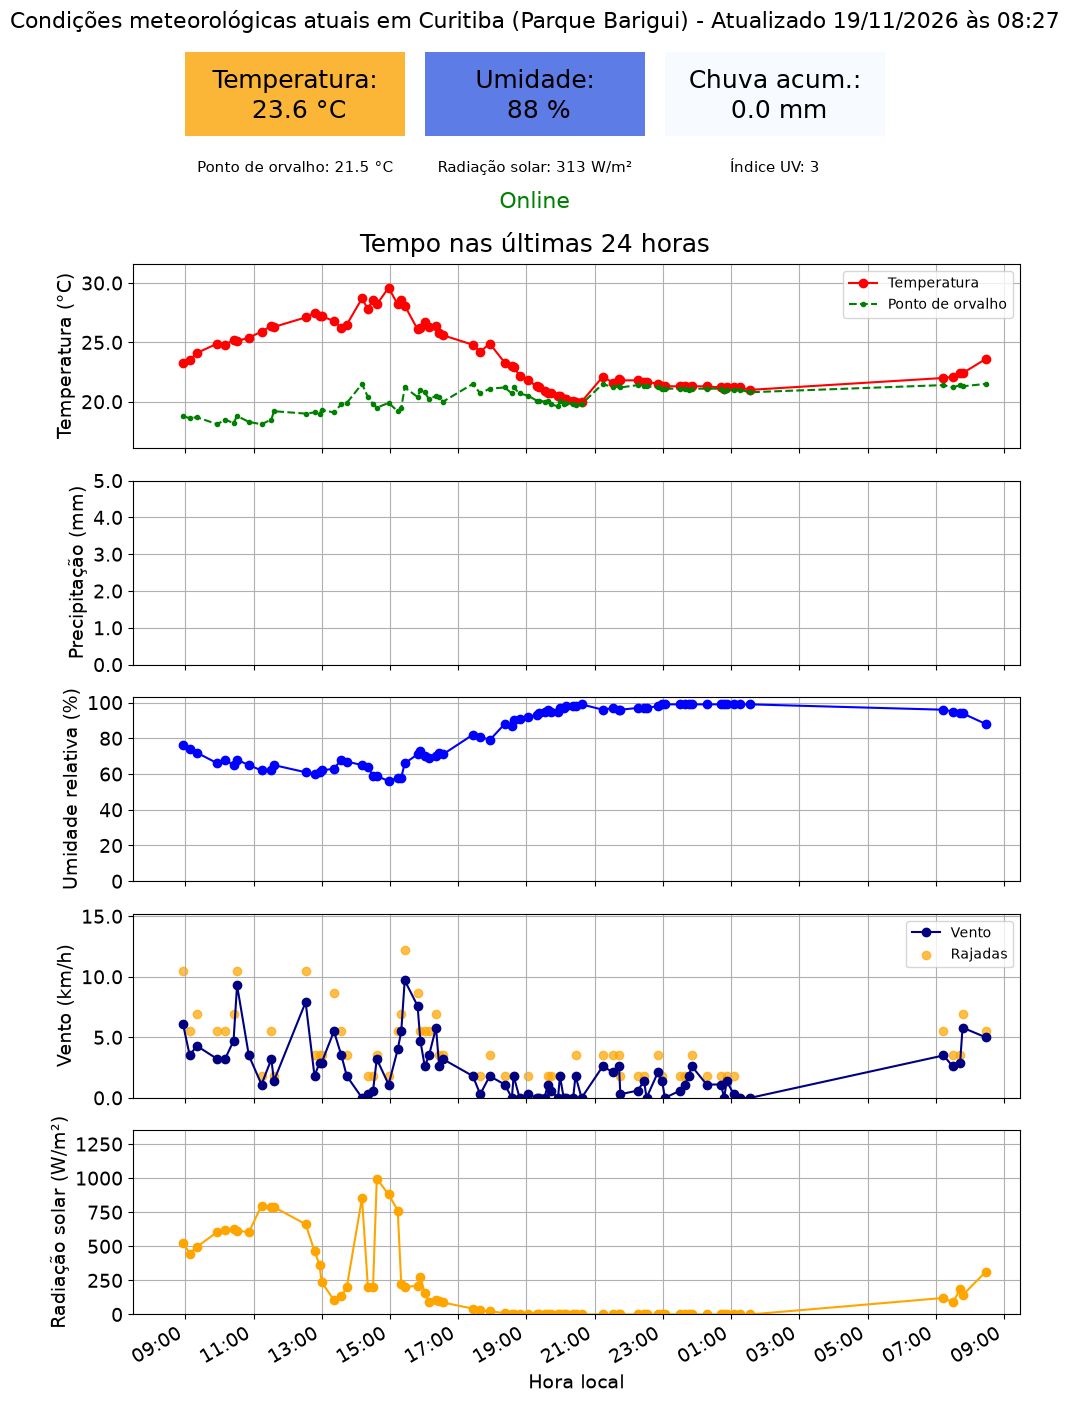 Condições meteorológicas atuais em Curitiba (Parque Barigui) - Atualizado 19/11/2026 às 08:27
Temperatura:
23.6 °C
Umidade:
88 %
Chuva acum.:
0.0 mm
Ponto de orvalho: 21.5 °C
Radiação solar: 313 W/m²
Índice UV: 3
Online
Tempo nas últimas 24 horas
Temperatura (°C)
30.0
25.0
20.0
Temperatura
Ponto de orvalho
Precipitação (mm)
5.0
4.0
3.0
2.0
1.0
0.0
Umidade relativa (%)
100
80
60
40
20
0
Vento (km/h)
15.0
10.0
5.0
0.0
Vento
Rajadas
Radiação solar (W/m²)
1250
1000
750
500
250
0
09:00
11:00
13:00
15:00
17:00
19:00
21:00
23:00
01:00
03:00
05:00
07:00
09:00
Hora local